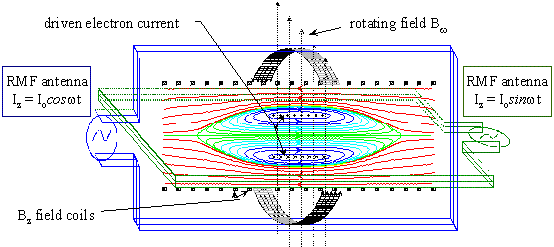 driven electron current
rotating field Bω
RMF antenna
Iz = Iocosωt
RMF antenna
Iz = Iosinωt
Bz field coils